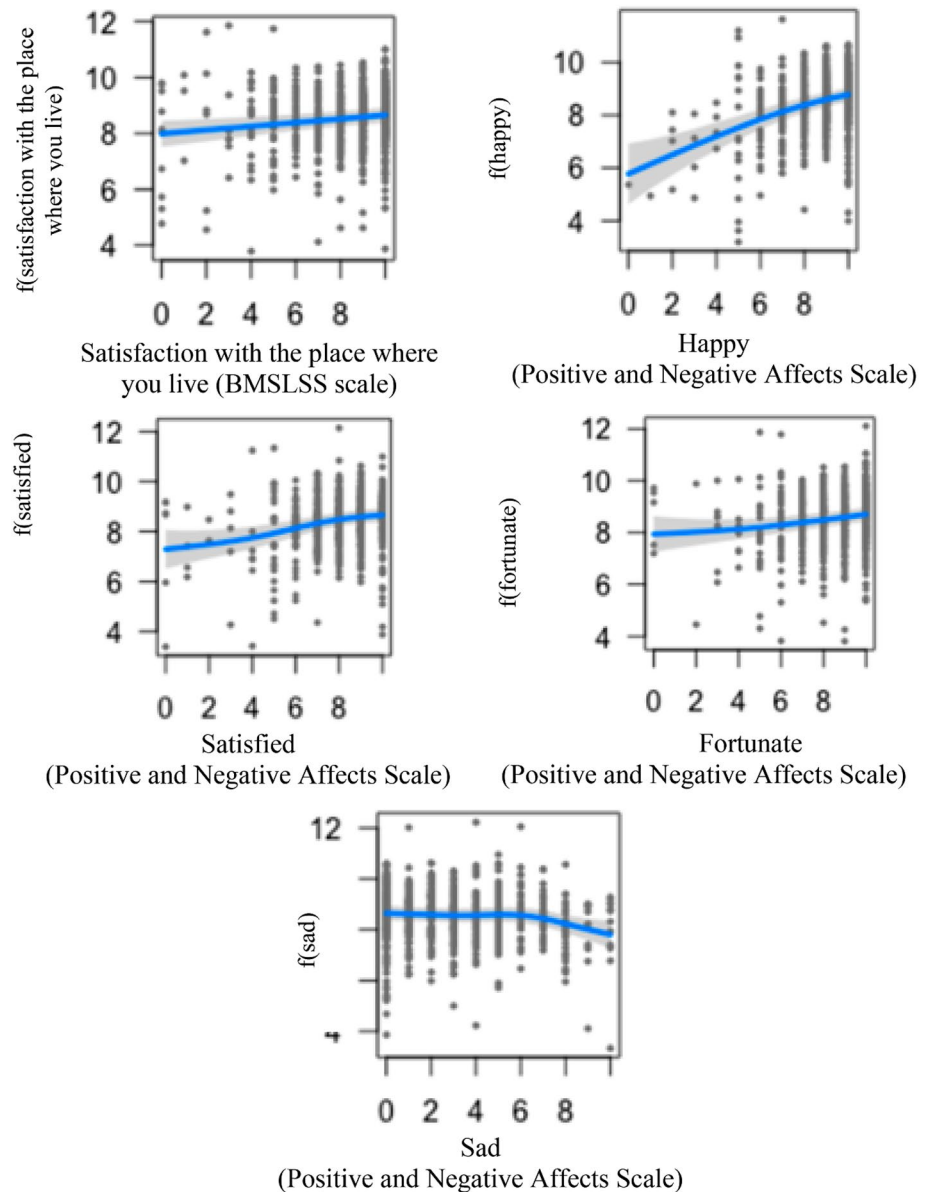 f(satisfaction with the place
where you live)
12
10
8
6
4
0 2 4 6 8
Satisfaction with the place where
you live (BMSLSS scale)
f(happy)
10
8
6
4
0 2 4 6 8
Happy
(Positive and Negative Affects Scale)
f(satisfied)
12
10
8
6
4
0 2 4 6 8
Satisfied
(Positive and Negative Affects Scale)
f(fortunate)
12
10
8
6
4
0 2 4 6 8
Fortunate
(Positive and Negative Affects Scale)
f(sad)
12
4
0 2 4 6 8
Sad
(Positive and Negative Affects Scale)